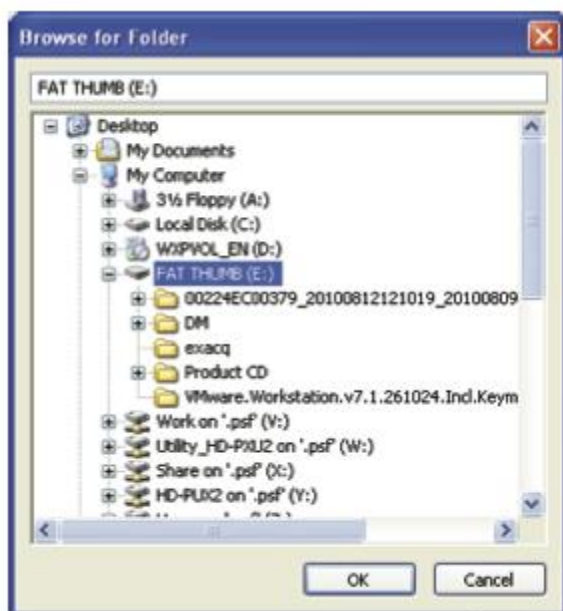 Browse for Folder
FAT THUMB (E:)
Desktop
My Documents
My Computer
3½ Floppy (A:)
Local Disk (C:)
WXPVOL_EN (D:)
FAT THUMB (E:)
00224EC00379_20100812121019_20100809
DM
exacq
Product CD
VMware.Workstation.v7.1.261024.Incl.Keym
Work on '.psf' (V:)
Utility_HD-PXU2 on '.psf' (W:)
Share on '.psf' (X:)
HD-PUX2 on '.psf' (Y:)
OK Cancel